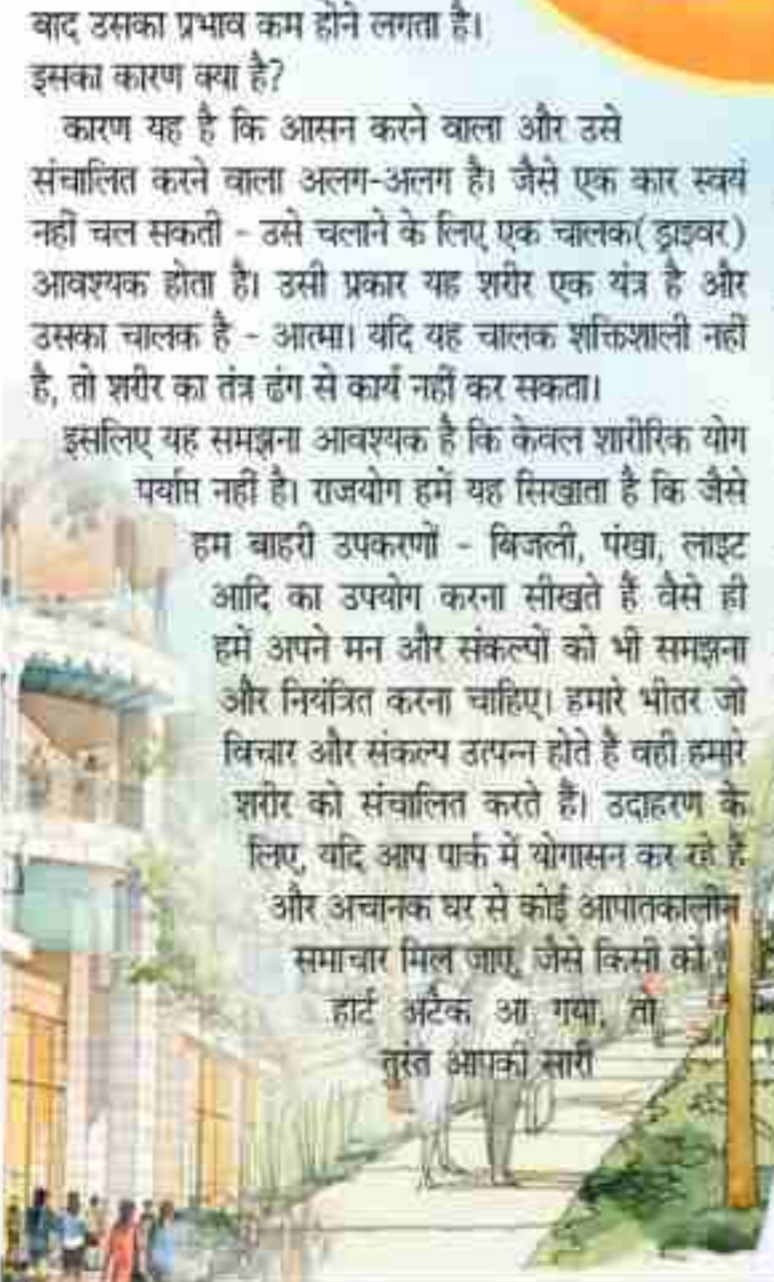 बाद उसका प्रभाव कम होने लगता है।
इसका कारण क्या है?
कारण यह है कि आसन करने वाला और उसे
संचालित करने वाला अलग-अलग है। जैसे एक कार स्वयं
नहीं चल सकती - उसे चलाने के लिए एक चालक( ड्राइवर )
आवश्यक होता है। उसी प्रकार यह शरीर एक यंत्र है और
उसका चालक है - आत्मा। यदि यह चालक शक्तिशाली नहीं
है, तो शरीर का तंत्र ढंग से कार्य नहीं कर सकता।
इसलिए यह समझना आवश्यक है कि केवल शारीरिक योग
पर्याप्त नहीं है। राजयोग हमें यह सिखाता है कि जैसे
हम बाहरी उपकरणों - बिजली, पंखा, लाइट
आदि का उपयोग करना सीखते हैं वैसे ही
हमें अपने मन और संकल्पों को भी समझना
और नियंत्रित करना चाहिए। हमारे भीतर जो
विचार और संकल्प उत्पन्न होते हैं वही हमारे
शरीर को संचालित करते हैं। उदाहरण के
लिए, यदि आप पार्क में योगासन कर रहे हैं
और अचानक घर से कोई आपातकालीन
समाचार मिल जाए, जैसे किसी को
हार्ट अटैक आ गया, तो
तुरंत आपकी सारी